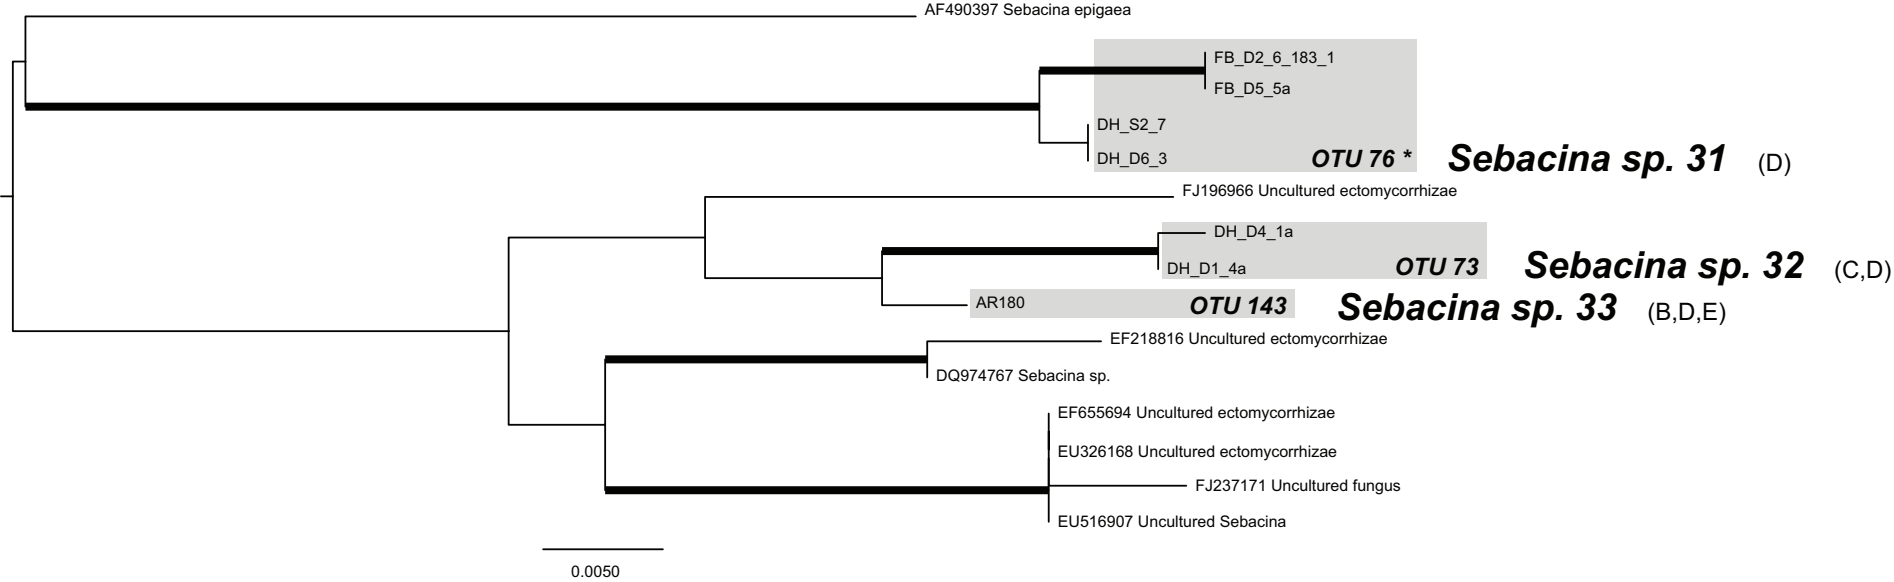 AF490397 Sebacina epigaea
FB_D2_6_183_1
FB_D5_5a
DH_S2_7
DH_D6_3
OTU 76 * Sebacina sp. 31 (D)
FJ196966 Uncultured ectomycorrhizae
DH_D4_1a
DH_D1_4a
OTU 73 Sebacina sp. 32 (C,D)
AR180 OTU 143 Sebacina sp. 33 (B,D,E)
EF218816 Uncultured ectomycorrhizae
DQ974767 Sebacina sp.
EF655694 Uncultured ectomycorrhizae
EU326168 Uncultured ectomycorrhizae
FJ237171 Uncultured fungus
EU516907 Uncultured Sebacina
0.0050